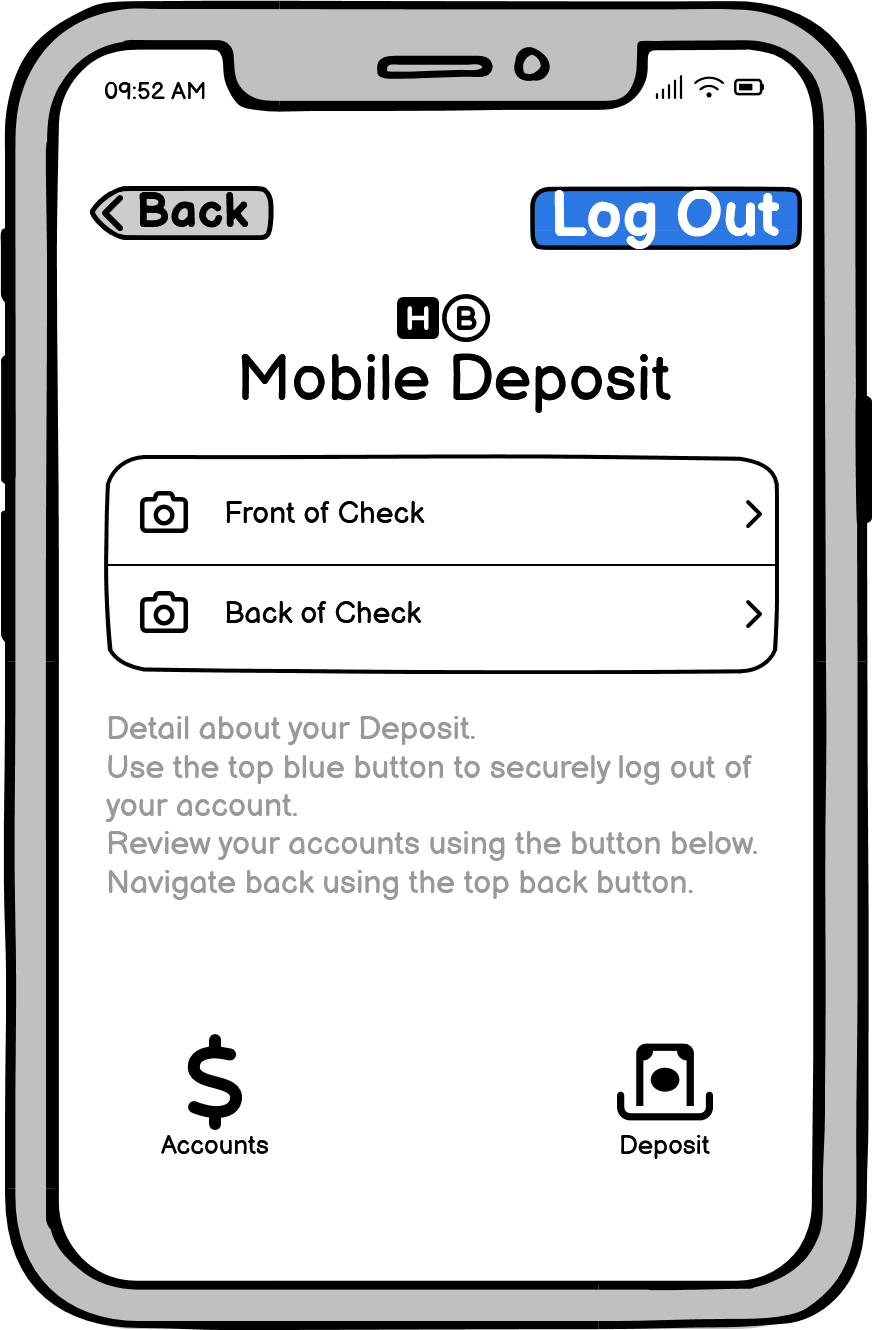 09:52 AM
Back
Log Out
H B
Mobile Deposit
Front of Check
Back of Check
Detail about your Deposit.
Use the top blue button to securely log out of
your account.
Review your accounts using the button below.
Navigate back using the top back button.
$
Accounts
Deposit